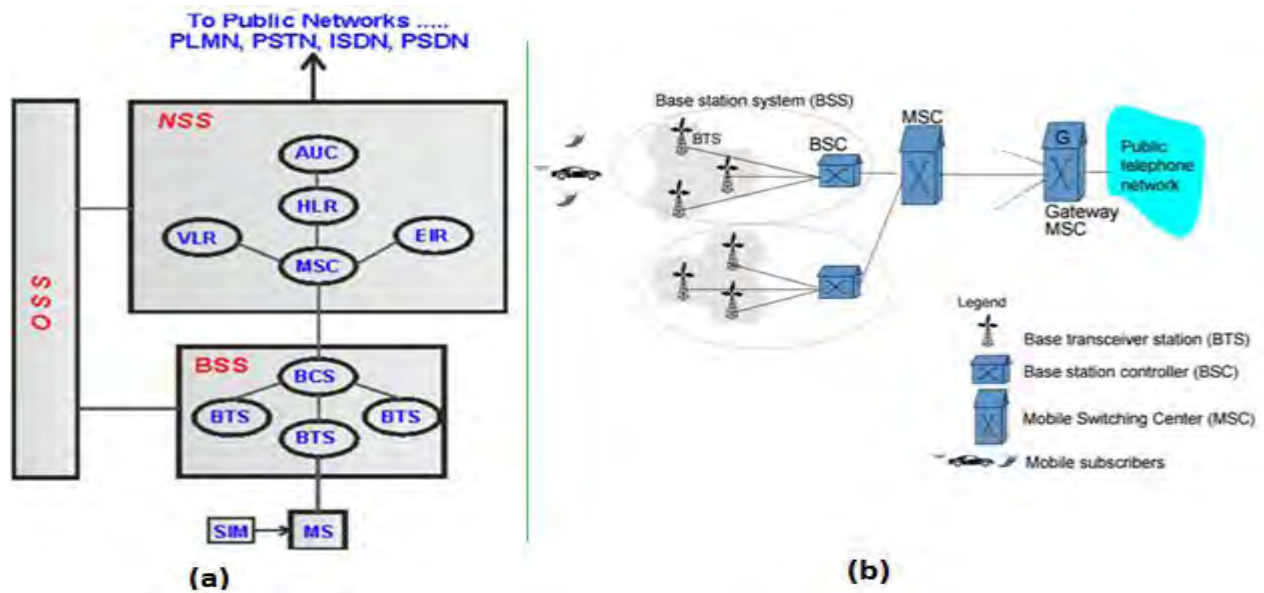 To Public Networks .....
PLMN, PSTN, ISDN, PSDN
NSS
AUC
HLR
VLR
EIR
MSC
OSS
BSS
BCS
BTS
BTS
BTS
SIM
MS
(a)
Base station system (BSS)
BTS
BSC
MSC
G
Gateway
MSC
Public
telephone
network
Legend
Base transceiver station (BTS)
Base station controller (BSC)
Mobile Switching Center (MSC)
Mobile subscribers
(b)